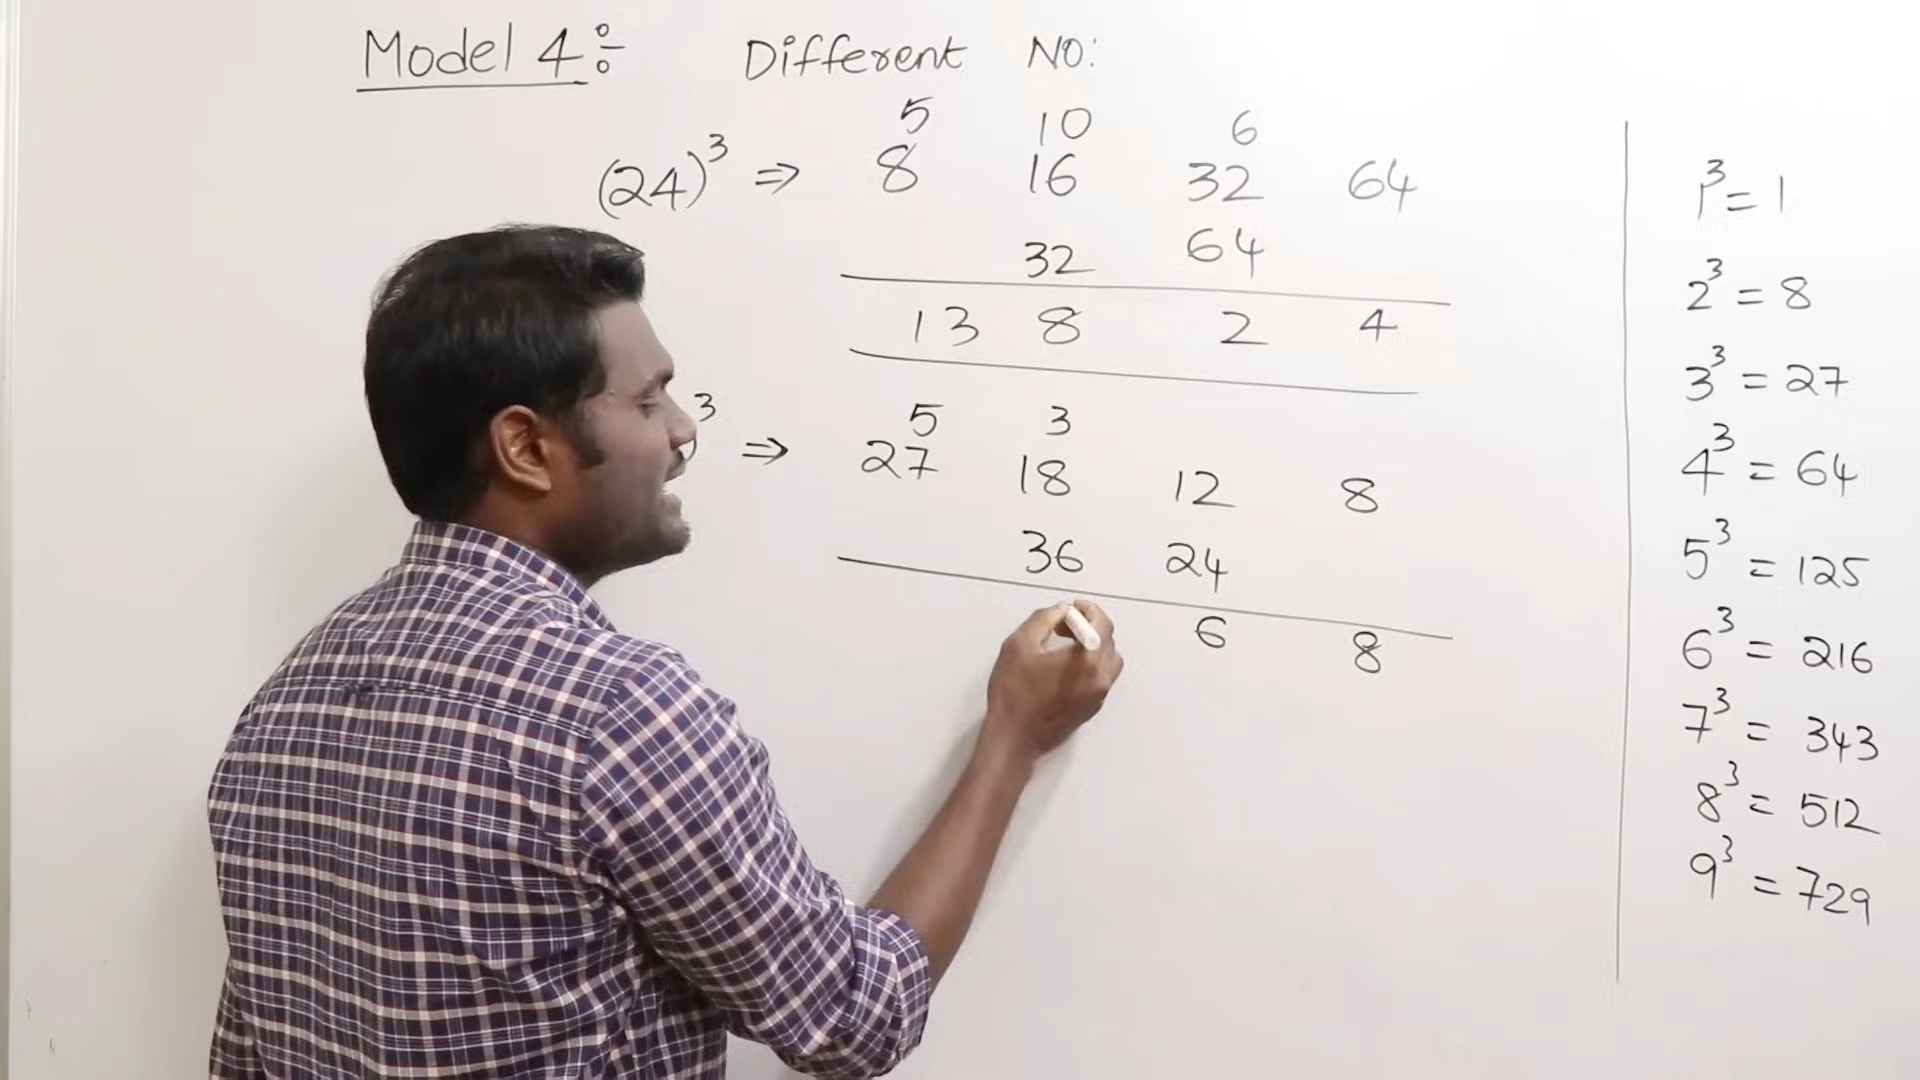 Model 4÷ Different NO:
5 10 6
(24)³ ⇒ 8 16 32 64
32 64
13 8 2 4
5 3
³ ⇒ 27 18 12 8
36 24
6 8
1³ = 1
2³ = 8
3³ = 27
4³ = 64
5³ = 125
6³ = 216
7³ = 343
8³ = 512
9³ = 729